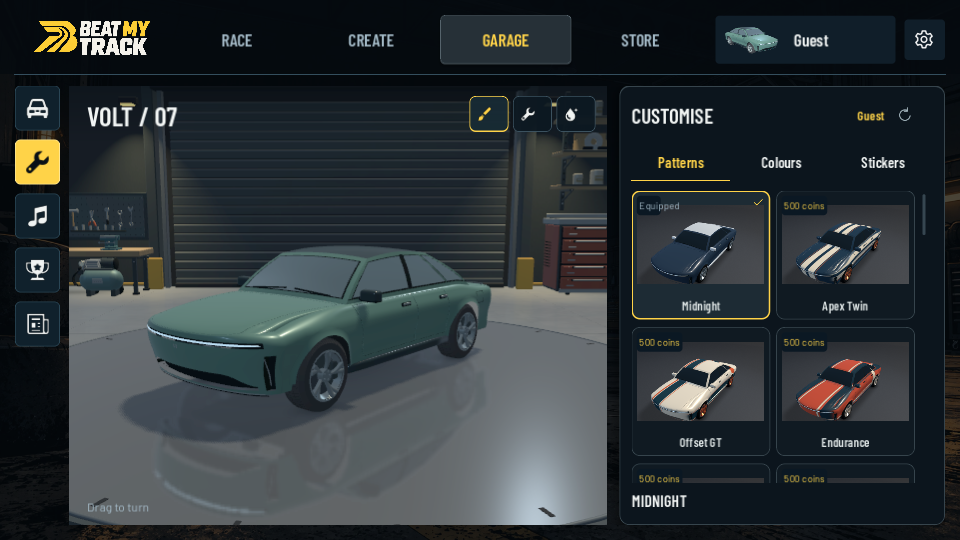 BEAT MY
TRACK
RACE
CREATE
GARAGE
STORE
Guest
VOLT / 07
CUSTOMISE
Guest
Patterns
Colours
Stickers
Equipped
500 coins
Midnight
Apex Twin
500 coins
500 coins
Offset GT
Endurance
500 coins
500 coins
MIDNIGHT
Drag to turn